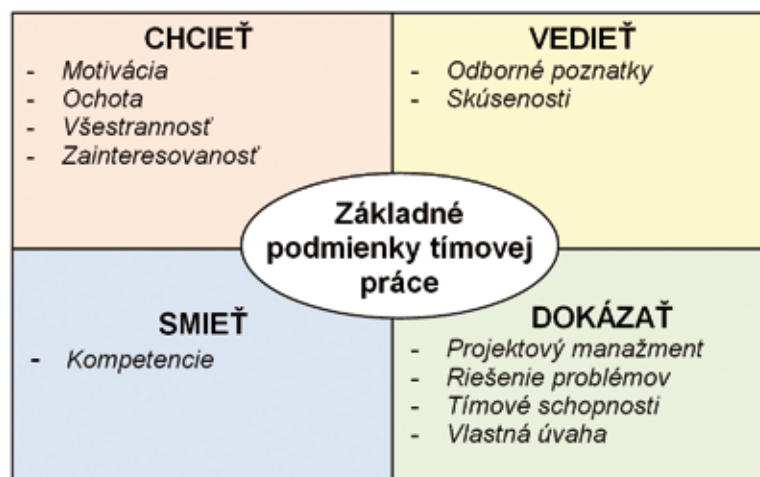 CHCIEŤ
- Motivácia
- Ochota
- Všestrannosť
- Zainteresovanosť
VEDIEŤ
- Odborné poznatky
- Skúsenosti
Základné
podmienky tímovej
práce
SMIEŤ
- Kompetencie
DOKÁZAŤ
- Projektový manažment
- Riešenie problémov
- Tímové schopnosti
- Vlastná úvaha